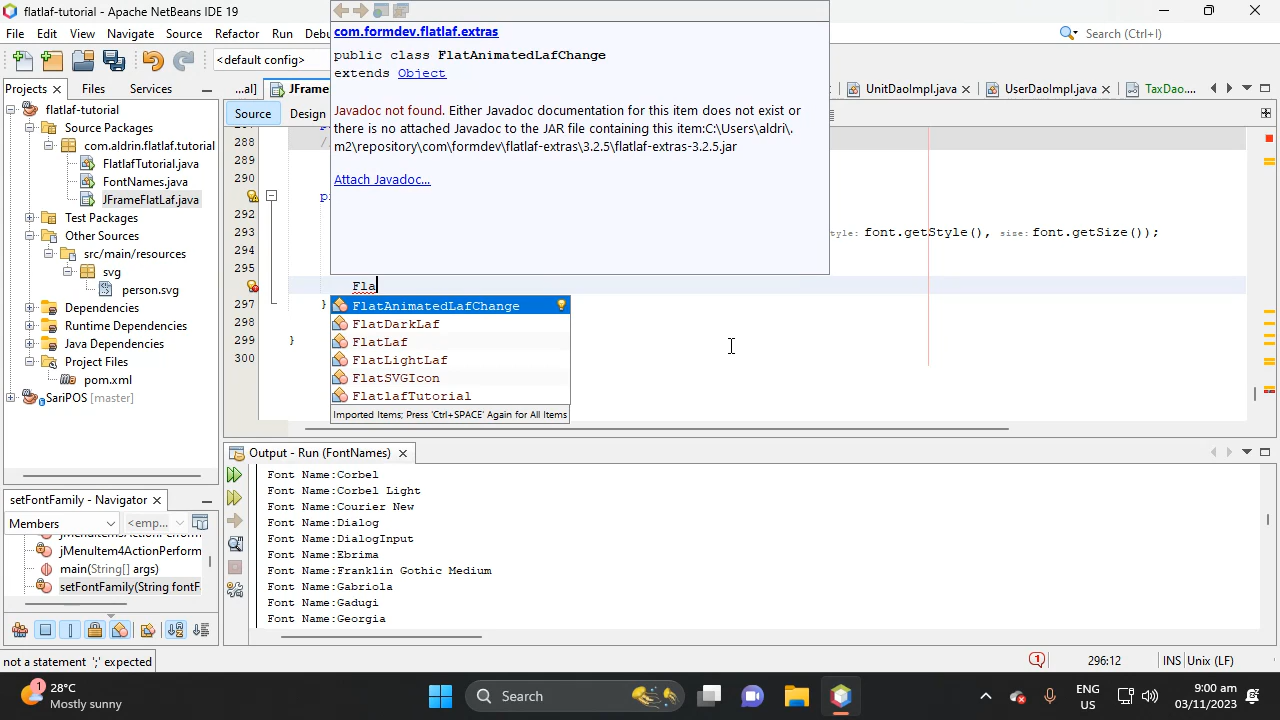 flatlaf-tutorial - Apache NetBeans IDE 19
File Edit View Navigate Source Refactor Run Debu
Search (Ctrl+I)
<default config>
com.formdev.flatlaf.extras
public class FlatAnimatedLafChange
extends Object
Javadoc not found. Either Javadoc documentation for this item does not exist or
there is no attached Javadoc to the JAR file containing this item:C:\Users\aldri\.
m2\repository\com\formdev\flatlaf-extras\3.2.5\flatlaf-extras-3.2.5.jar
Attach Javadoc...
Projects Files Services
...al] JFrame UnitDaoImpl.java UserDaoImpl.java TaxDao....
Source Design
flatlaf-tutorial
Source Packages
com.aldrin.flatlaf.tutorial
FlatlafTutorial.java
FontNames.java
JFrameFlatLaf.java
Test Packages
Other Sources
src/main/resources
svg
person.svg
Dependencies
Runtime Dependencies
Java Dependencies
Project Files
pom.xml
SariPOS [master]
288 //
289
290
pr
292
293 style: font.getStyle(), size: font.getSize());
294
295
Fla
297 }
298
299 }
300
FlatAnimatedLafChange
FlatDarkLaf
FlatLaf
FlatLightLaf
FlatSVGIcon
FlatlafTutorial
Imported Items; Press 'Ctrl+SPACE' Again for All Items
Output - Run (FontNames)
Font Name:Corbel
Font Name:Corbel Light
Font Name:Courier New
Font Name:Dialog
Font Name:DialogInput
Font Name:Ebrima
Font Name:Franklin Gothic Medium
Font Name:Gabriola
Font Name:Gadugi
Font Name:Georgia
setFontFamily - Navigator
Members <emp...
jMenuItem4ActionPerform
main(String[] args)
setFontFamily(String fontF
not a statement ';' expected
1 296:12 INS Unix (LF)
1 28°C
Mostly sunny
Search
ENG
UA
9:00 am
03/11/2023